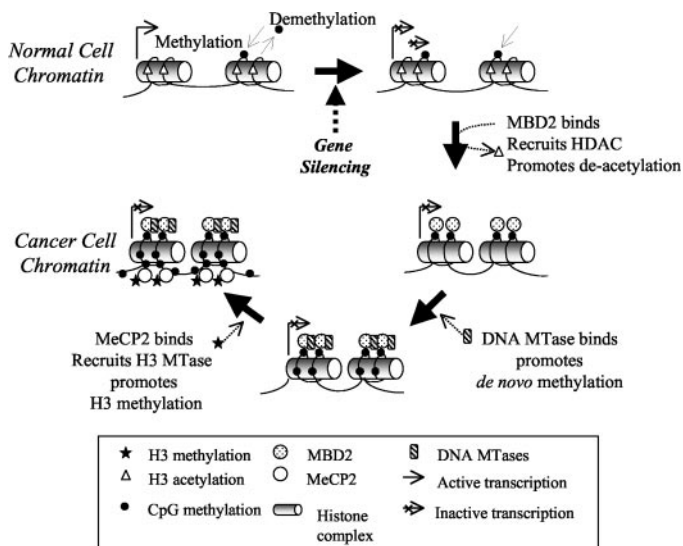 Normal Cell
Chromatin
Methylation
Demethylation
Gene
Silencing
MBD2 binds
Recruits HDAC
Promotes de-acetylation
Cancer Cell
Chromatin
DNA MTase binds
promotes
de novo methylation
MeCP2 binds
Recruits H3 MTase
promotes
H3 methylation
H3 methylation
MBD2
DNA MTases
H3 acetylation
MeCP2
Active transcription
CpG methylation
Histone
complex
Inactive transcription